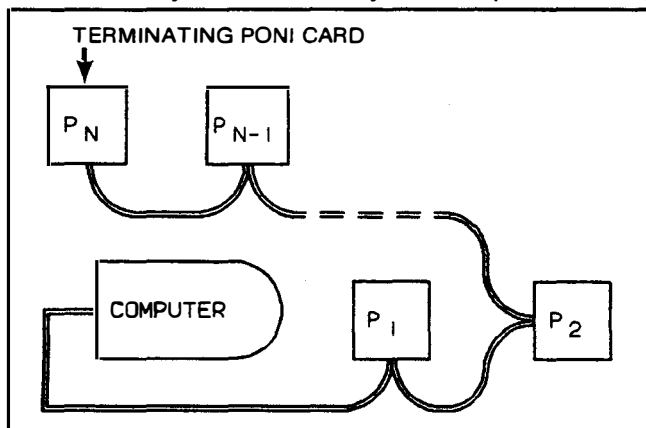 TERMINATING PONI CARD
P N
P N-1
COMPUTER
P 1
P 2